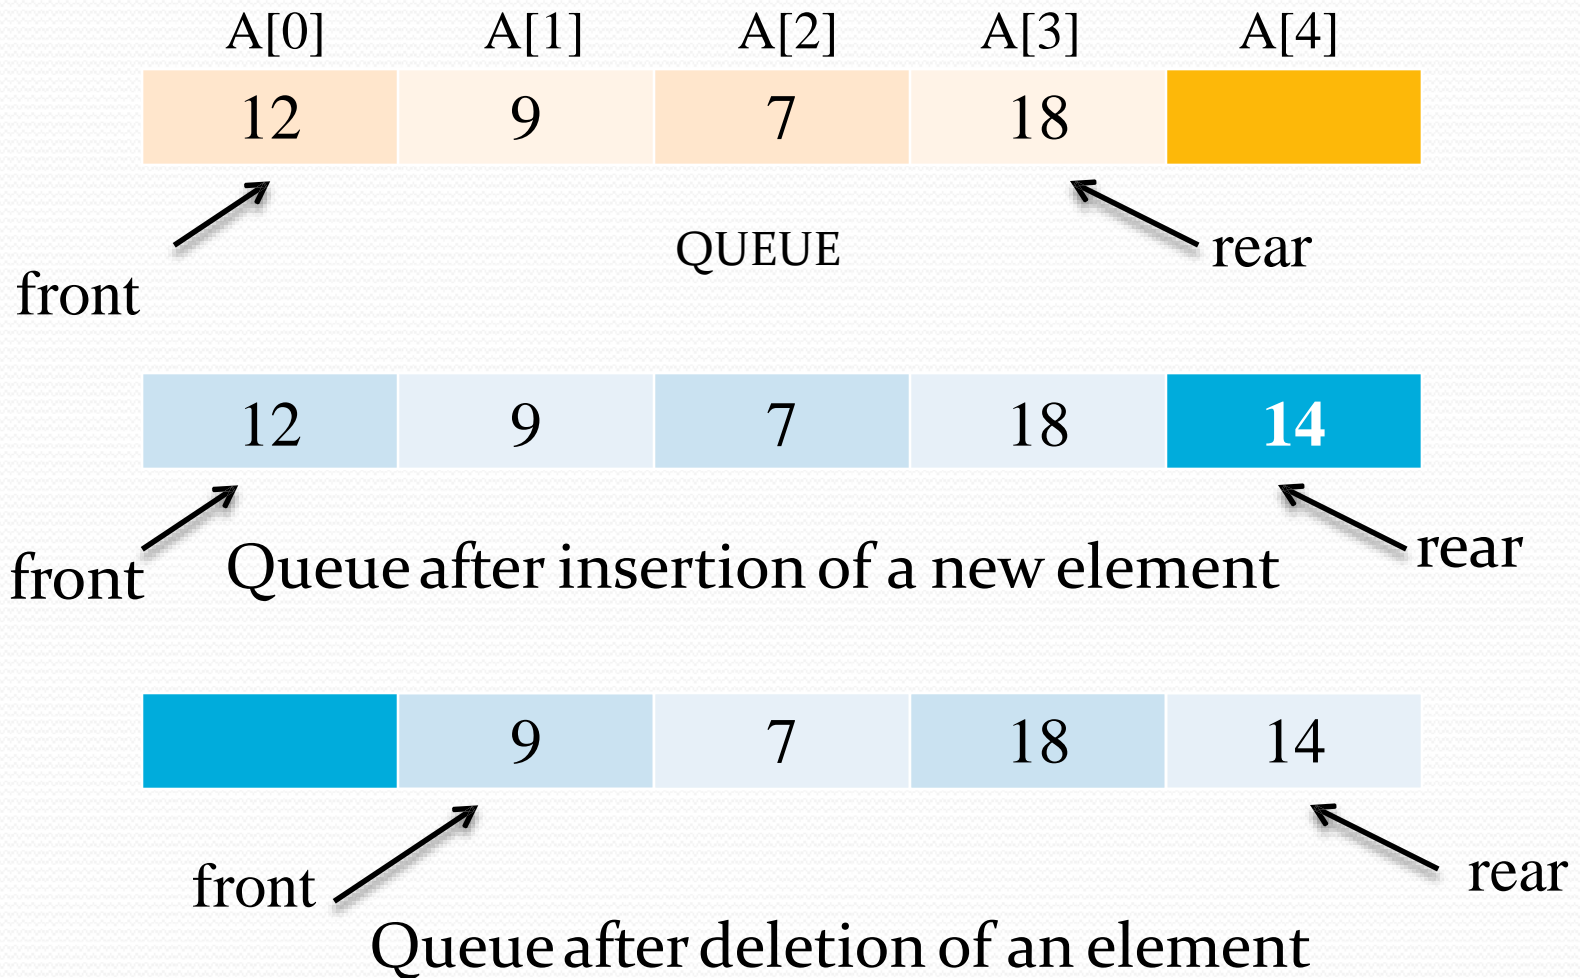 A[0] A[1] A[2] A[3] A[4]
12 9 7 18
QUEUE rear
front
12 9 7 18 14
front Queue after insertion of a new element rear
9 7 18 14
front rear
Queue after deletion of an element